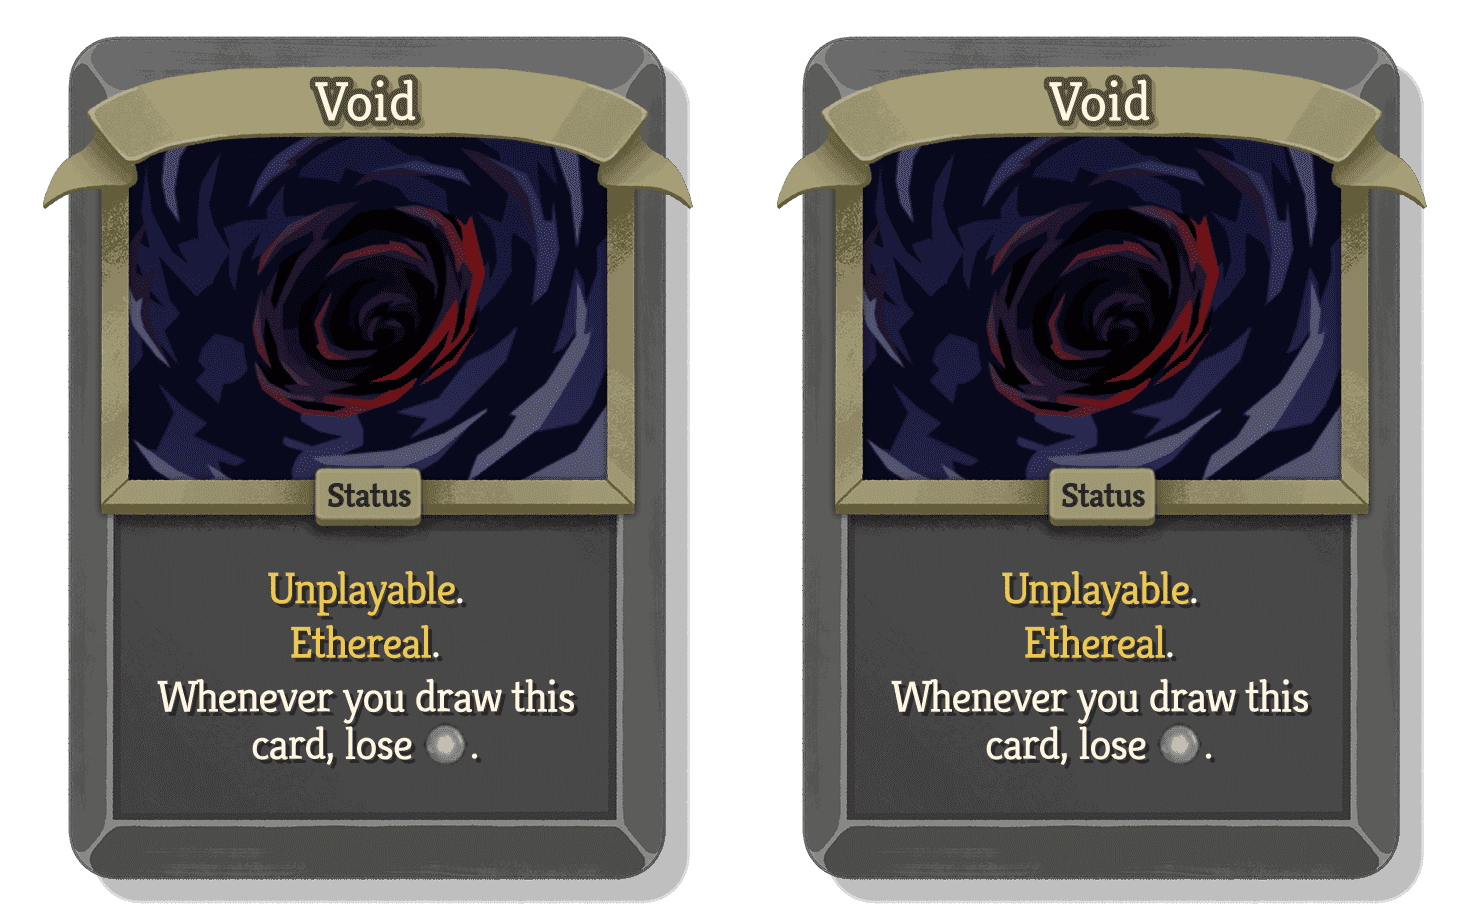 Void
Status
Unplayable.
Ethereal.
Whenever you draw this
card, lose .
Void
Status
Unplayable.
Ethereal.
Whenever you draw this
card, lose .